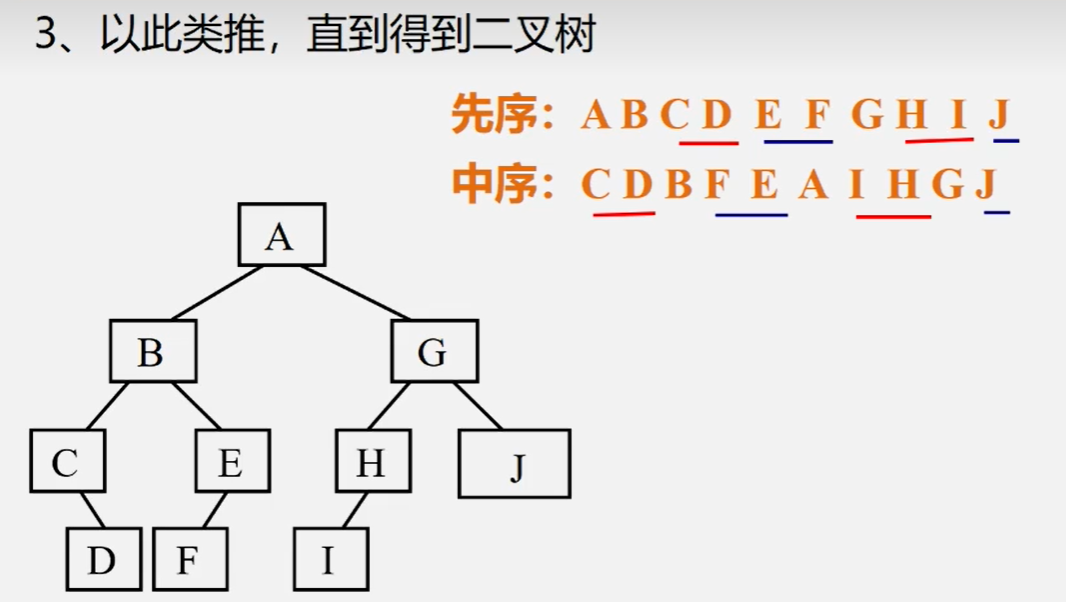 3、以此类推，直到得到二叉树
先序：A B C D E F G H I J
中序：C D B F E A I H G J
A
B G
C E H J
D F I